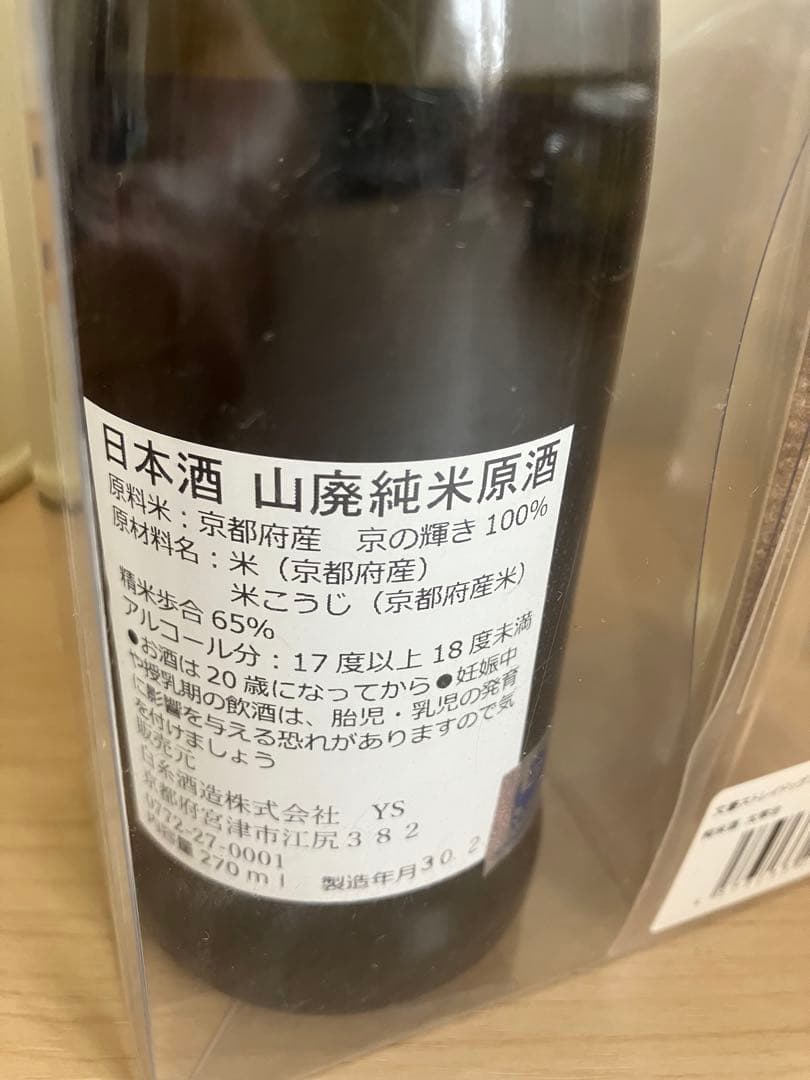 日本酒 山廃純米原酒
原料米：京都府産 京の輝き100%
原材料名：米（京都府産）
米こうじ（京都府産米）
精米歩合 65%
アルコール分：17度以上18度未満
●お酒は20歳になってから●妊娠中
や授乳期の飲酒は、胎児・乳児の発育
に影響を与える恐れがありますので気
を付けましょう
販売元
白糸酒造株式会社 YS
京都府宮津市江尻３８２
0772-27-0001
内容量 270ｍｌ 製造年月30.2